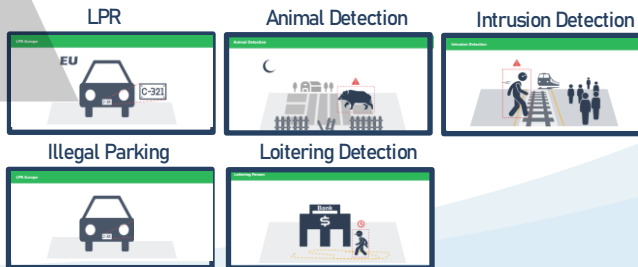 LPR
Animal Detection
Intrusion Detection
LPR Europe
Animal Detection
Intrusion Detection
EU
C-321
Illegal Parking
Loitering Detection
LPR Europe
Loitering Person
Bank
$